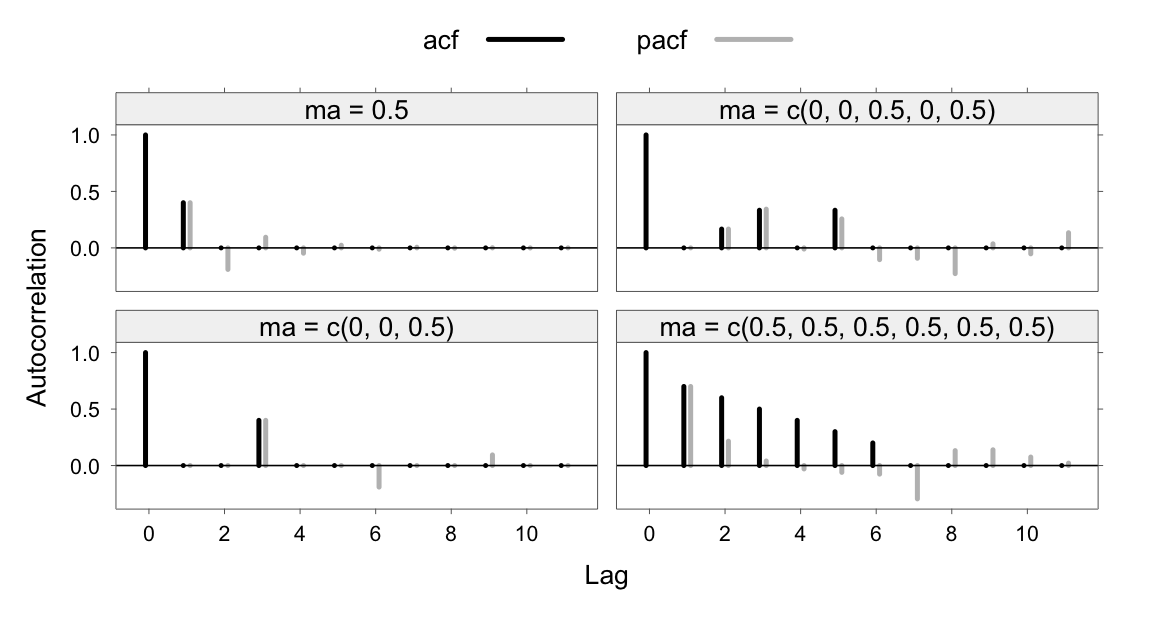 acf pacf
ma = 0.5
ma = c(0, 0, 0.5, 0, 0.5)
1.0
0.5
0.0
ma = c(0, 0, 0.5)
ma = c(0.5, 0.5, 0.5, 0.5, 0.5, 0.5)
1.0
0.5
0.0
Autocorrelation
0 2 4 6 8 10
0 2 4 6 8 10
Lag